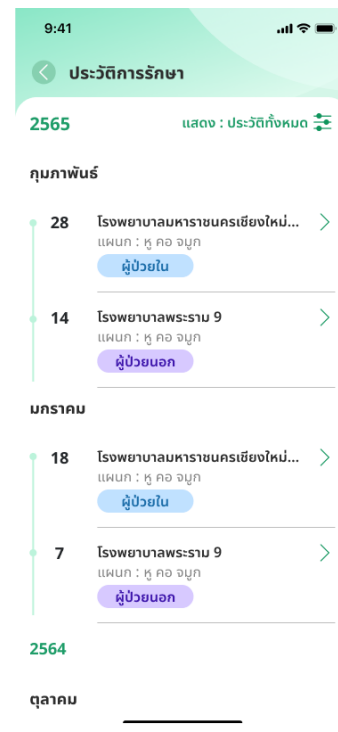 9:41
ประวัติการรักษา
2565 แสดง : ประวัติทั้งหมด
กุมภาพันธ์
28 โรงพยาบาลมหาราชนครเชียงใหม่...
แผนก : หู คอ จมูก
ผู้ป่วยใน
14 โรงพยาบาลพระราม 9
แผนก : หู คอ จมูก
ผู้ป่วยนอก
มกราคม
18 โรงพยาบาลมหาราชนครเชียงใหม่...
แผนก : หู คอ จมูก
ผู้ป่วยใน
7 โรงพยาบาลพระราม 9
แผนก : หู คอ จมูก
ผู้ป่วยนอก
2564
ตุลาคม